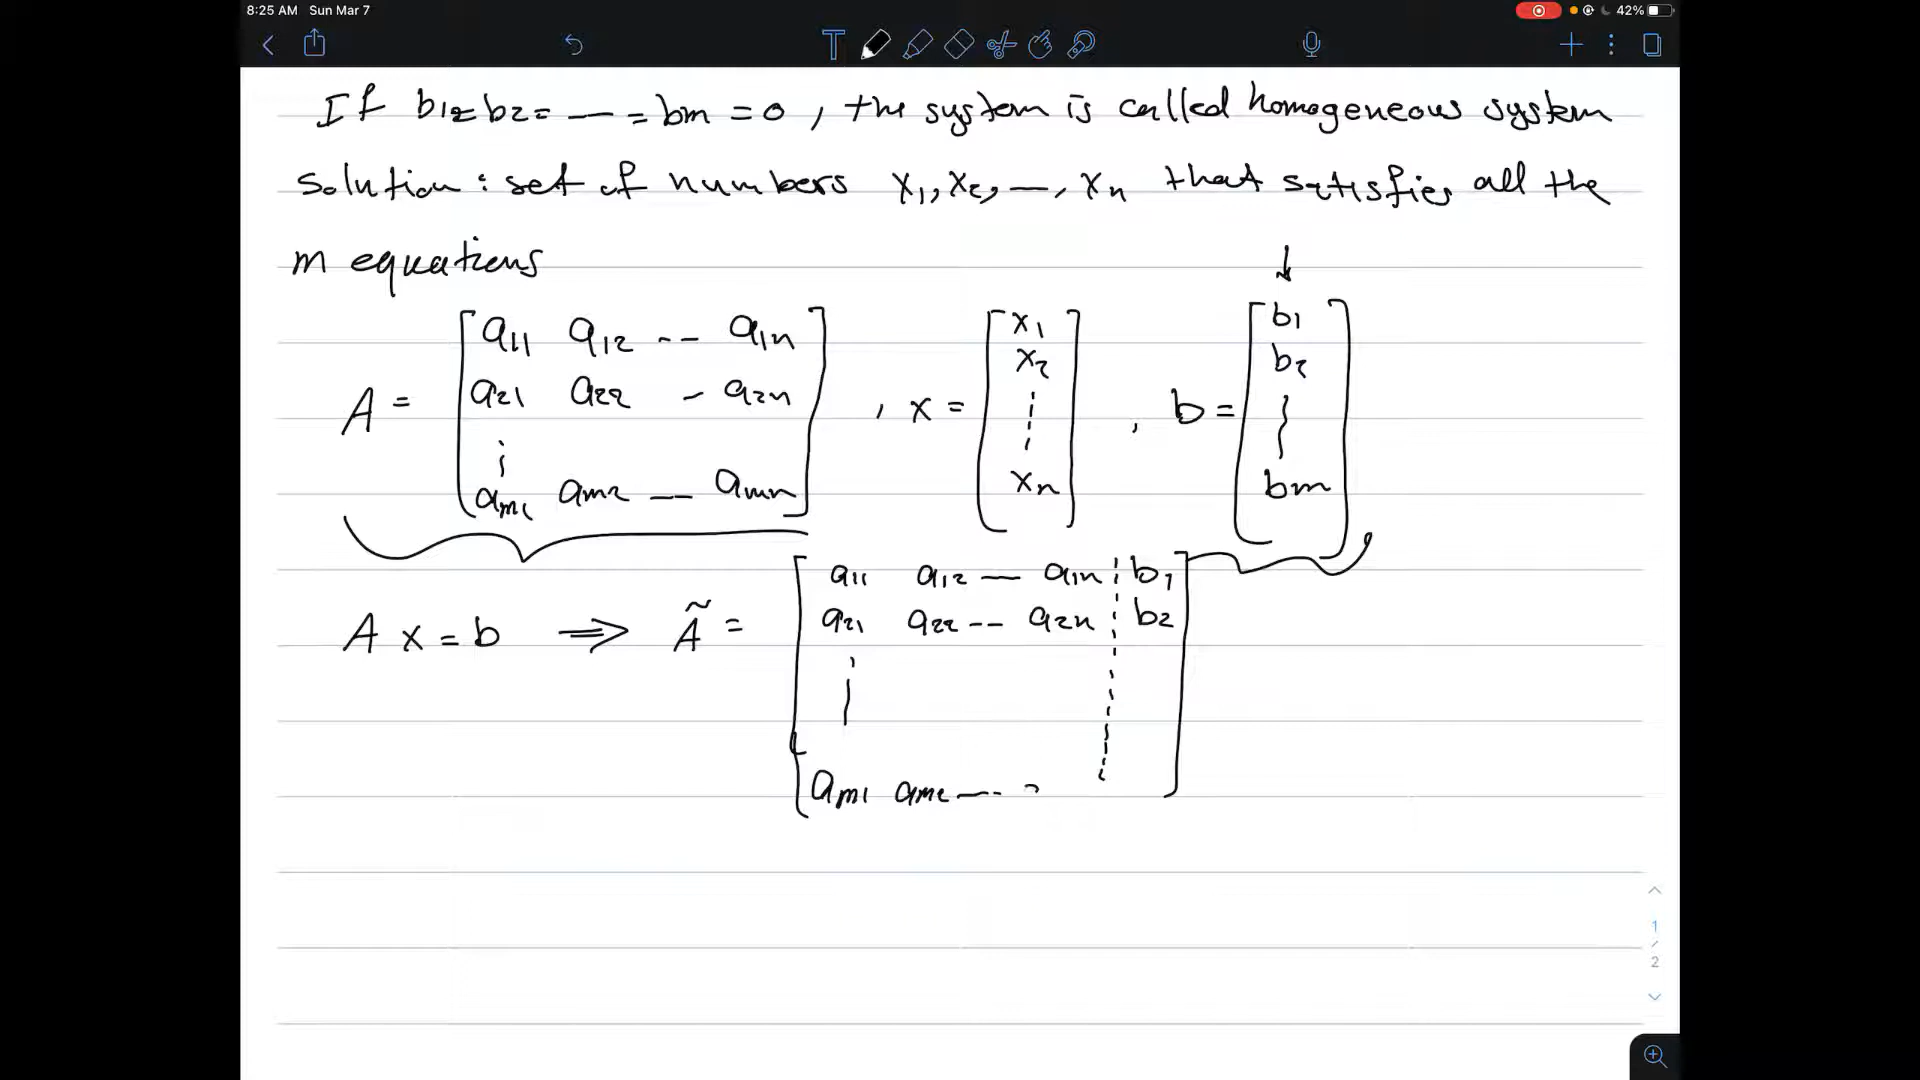 8:25 AM Sun Mar 7
42%
If b1=b2= — = bm = 0, the system is called homogeneous system
Solution: set of numbers x1, x2, —, xn that satisfies all the
m equations
A = [ a11 a12 -- a1n
a21 a22 - a2n
⋮
am1 am2 — amn ] , x = [ x1
x2
⋮
xn ] , b = [ b1
b2
⋮
bm ]
A x = b ⟹ Ã = [ a11 a12 — a1n ¦ b1
a21 a22 -- a2n ¦ b2
⋮
am1 am2 ---
1
/
2